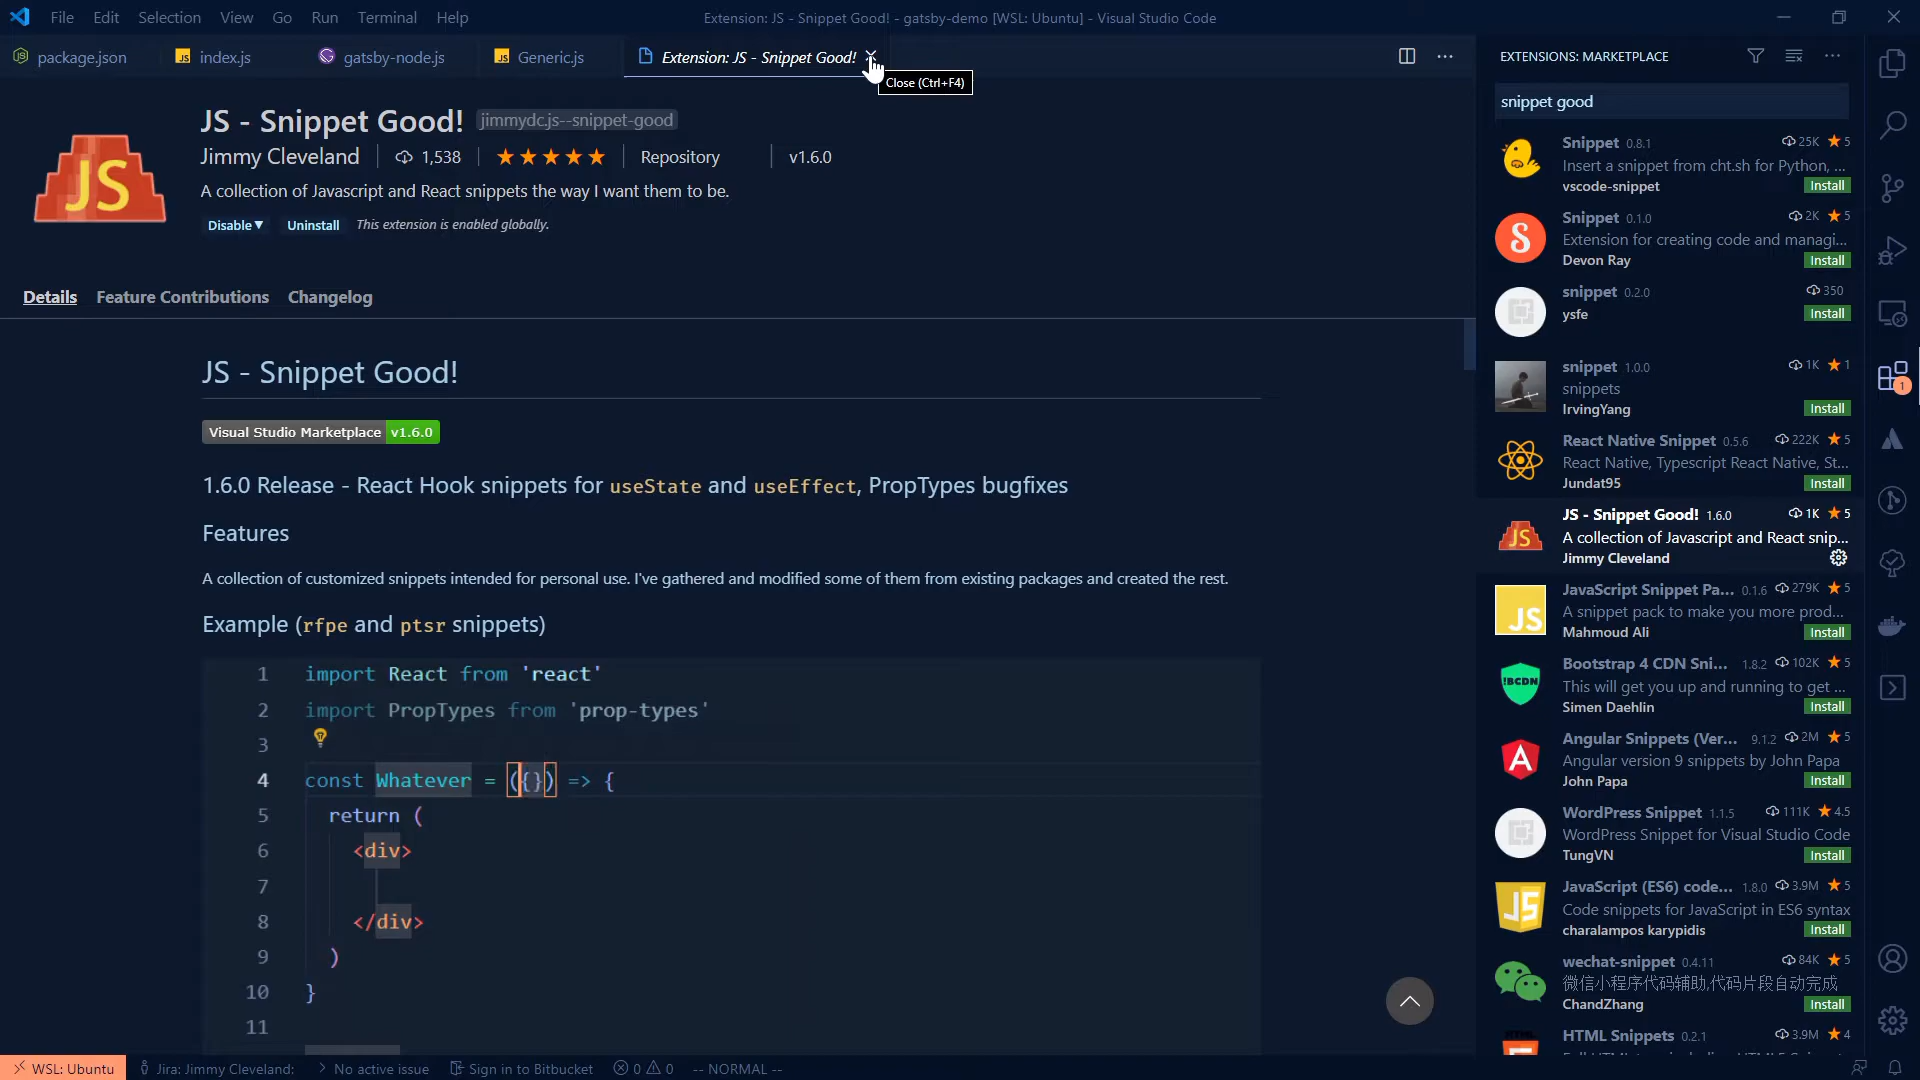 File Edit Selection View Go Run Terminal Help
Extension: JS - Snippet Good! - gatsby-demo [WSL: Ubuntu] - Visual Studio Code
package.json
JS index.js
gatsby-node.js
JS Generic.js
Extension: JS - Snippet Good!
Close (Ctrl+F4)
JS
JS - Snippet Good! jimmydc.js--snippet-good
Jimmy Cleveland 1,538 Repository v1.6.0
A collection of Javascript and React snippets the way I want them to be.
Disable Uninstall This extension is enabled globally.
Details Feature Contributions Changelog
JS - Snippet Good!
Visual Studio Marketplace v1.6.0
1.6.0 Release - React Hook snippets for useState and useEffect, PropTypes bugfixes
Features
A collection of customized snippets intended for personal use. I've gathered and modified some of them from existing packages and created the rest.
Example (rfpe and ptsr snippets)
1 import React from 'react'
2 import PropTypes from 'prop-types'
3
4 const Whatever = ({}) => {
5 return (
6 <div>
7
8 </div>
9 )
10 }
11
EXTENSIONS: MARKETPLACE
snippet good
Snippet 0.8.1 25K 5
Insert a snippet from cht.sh for Python, ...
vscode-snippet Install
Snippet 0.1.0 2K 5
Extension for creating code and managi...
Devon Ray Install
snippet 0.2.0 350
ysfe Install
snippet 1.0.0 1K 1
snippets
IrvingYang Install
React Native Snippet 0.5.6 222K 5
React Native, Typescript React Native, St...
Jundat95 Install
JS
JS - Snippet Good! 1.6.0 1K 5
A collection of Javascript and React snip...
Jimmy Cleveland
JS
JavaScript Snippet Pa... 0.1.6 279K 5
A snippet pack to make you more prod...
Mahmoud Ali Install
!BCDN
Bootstrap 4 CDN Sni... 1.8.2 102K 5
This will get you up and running to get ...
Simen Daehlin Install
Angular Snippets (Ver... 9.1.2 2M 5
Angular version 9 snippets by John Papa
John Papa Install
WordPress Snippet 1.1.5 111K 4.5
WordPress Snippet for Visual Studio Code
TungVN Install
JS
JavaScript (ES6) code... 1.8.0 3.9M 5
Code snippets for JavaScript in ES6 syntax
charalampos karypidis Install
wechat-snippet 0.4.11 84K 5
微信小程序代码辅助,代码片段自动完成
ChandZhang Install
HTML Snippets 0.2.1 3.9M 4
1
WSL: Ubuntu Jira: Jimmy Cleveland: No active issue Sign in to Bitbucket 0 0 -- NORMAL --